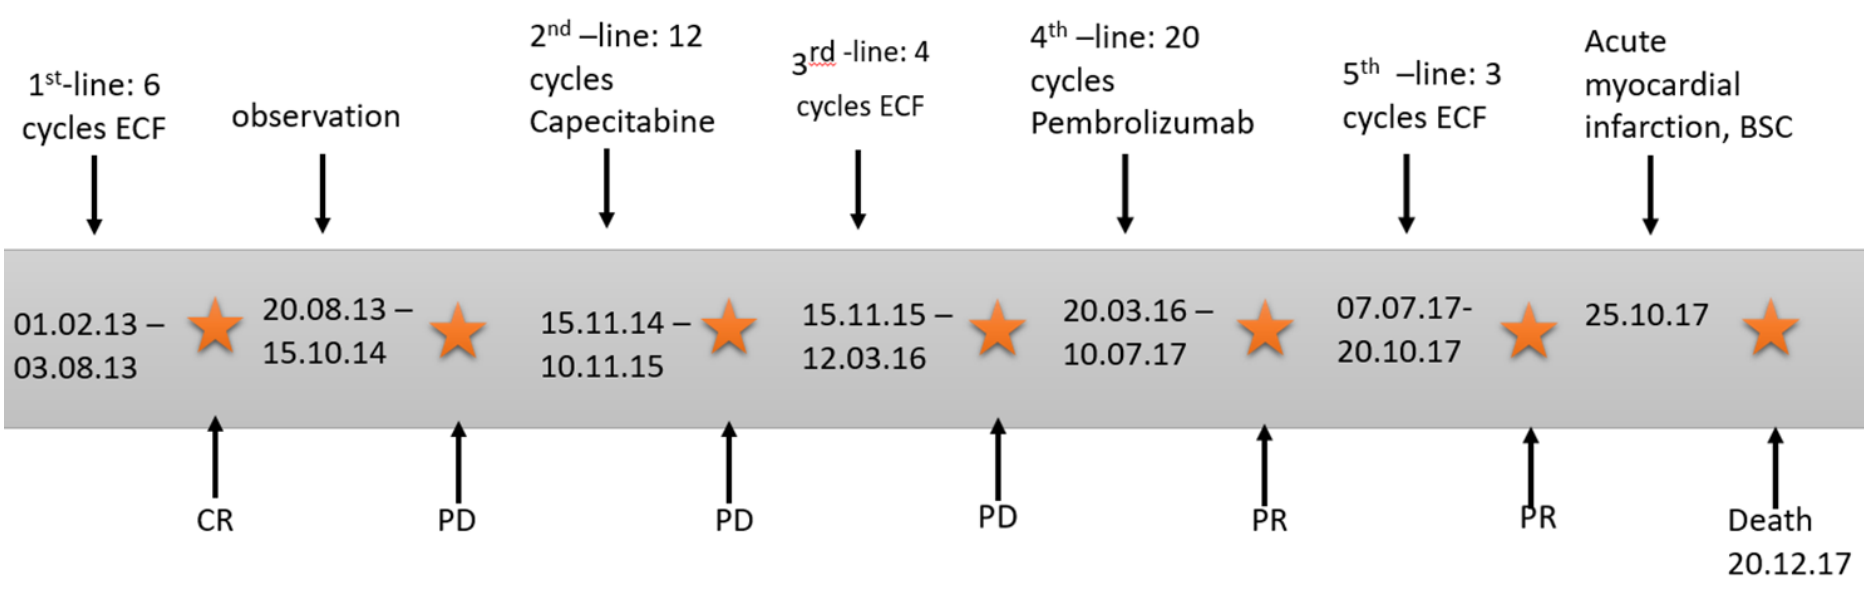 1st-line: 6
cycles ECF
observation
2nd –line: 12
cycles
Capecitabine
3rd -line: 4
cycles ECF
4th –line: 20
cycles
Pembrolizumab
5th –line: 3
cycles ECF
Acute
myocardial
infarction, BSC
01.02.13 –
03.08.13
20.08.13 –
15.10.14
15.11.14 –
10.11.15
15.11.15 –
12.03.16
20.03.16 –
10.07.17
07.07.17-
20.10.17
25.10.17
CR
PD
PD
PD
PR
PR
Death
20.12.17